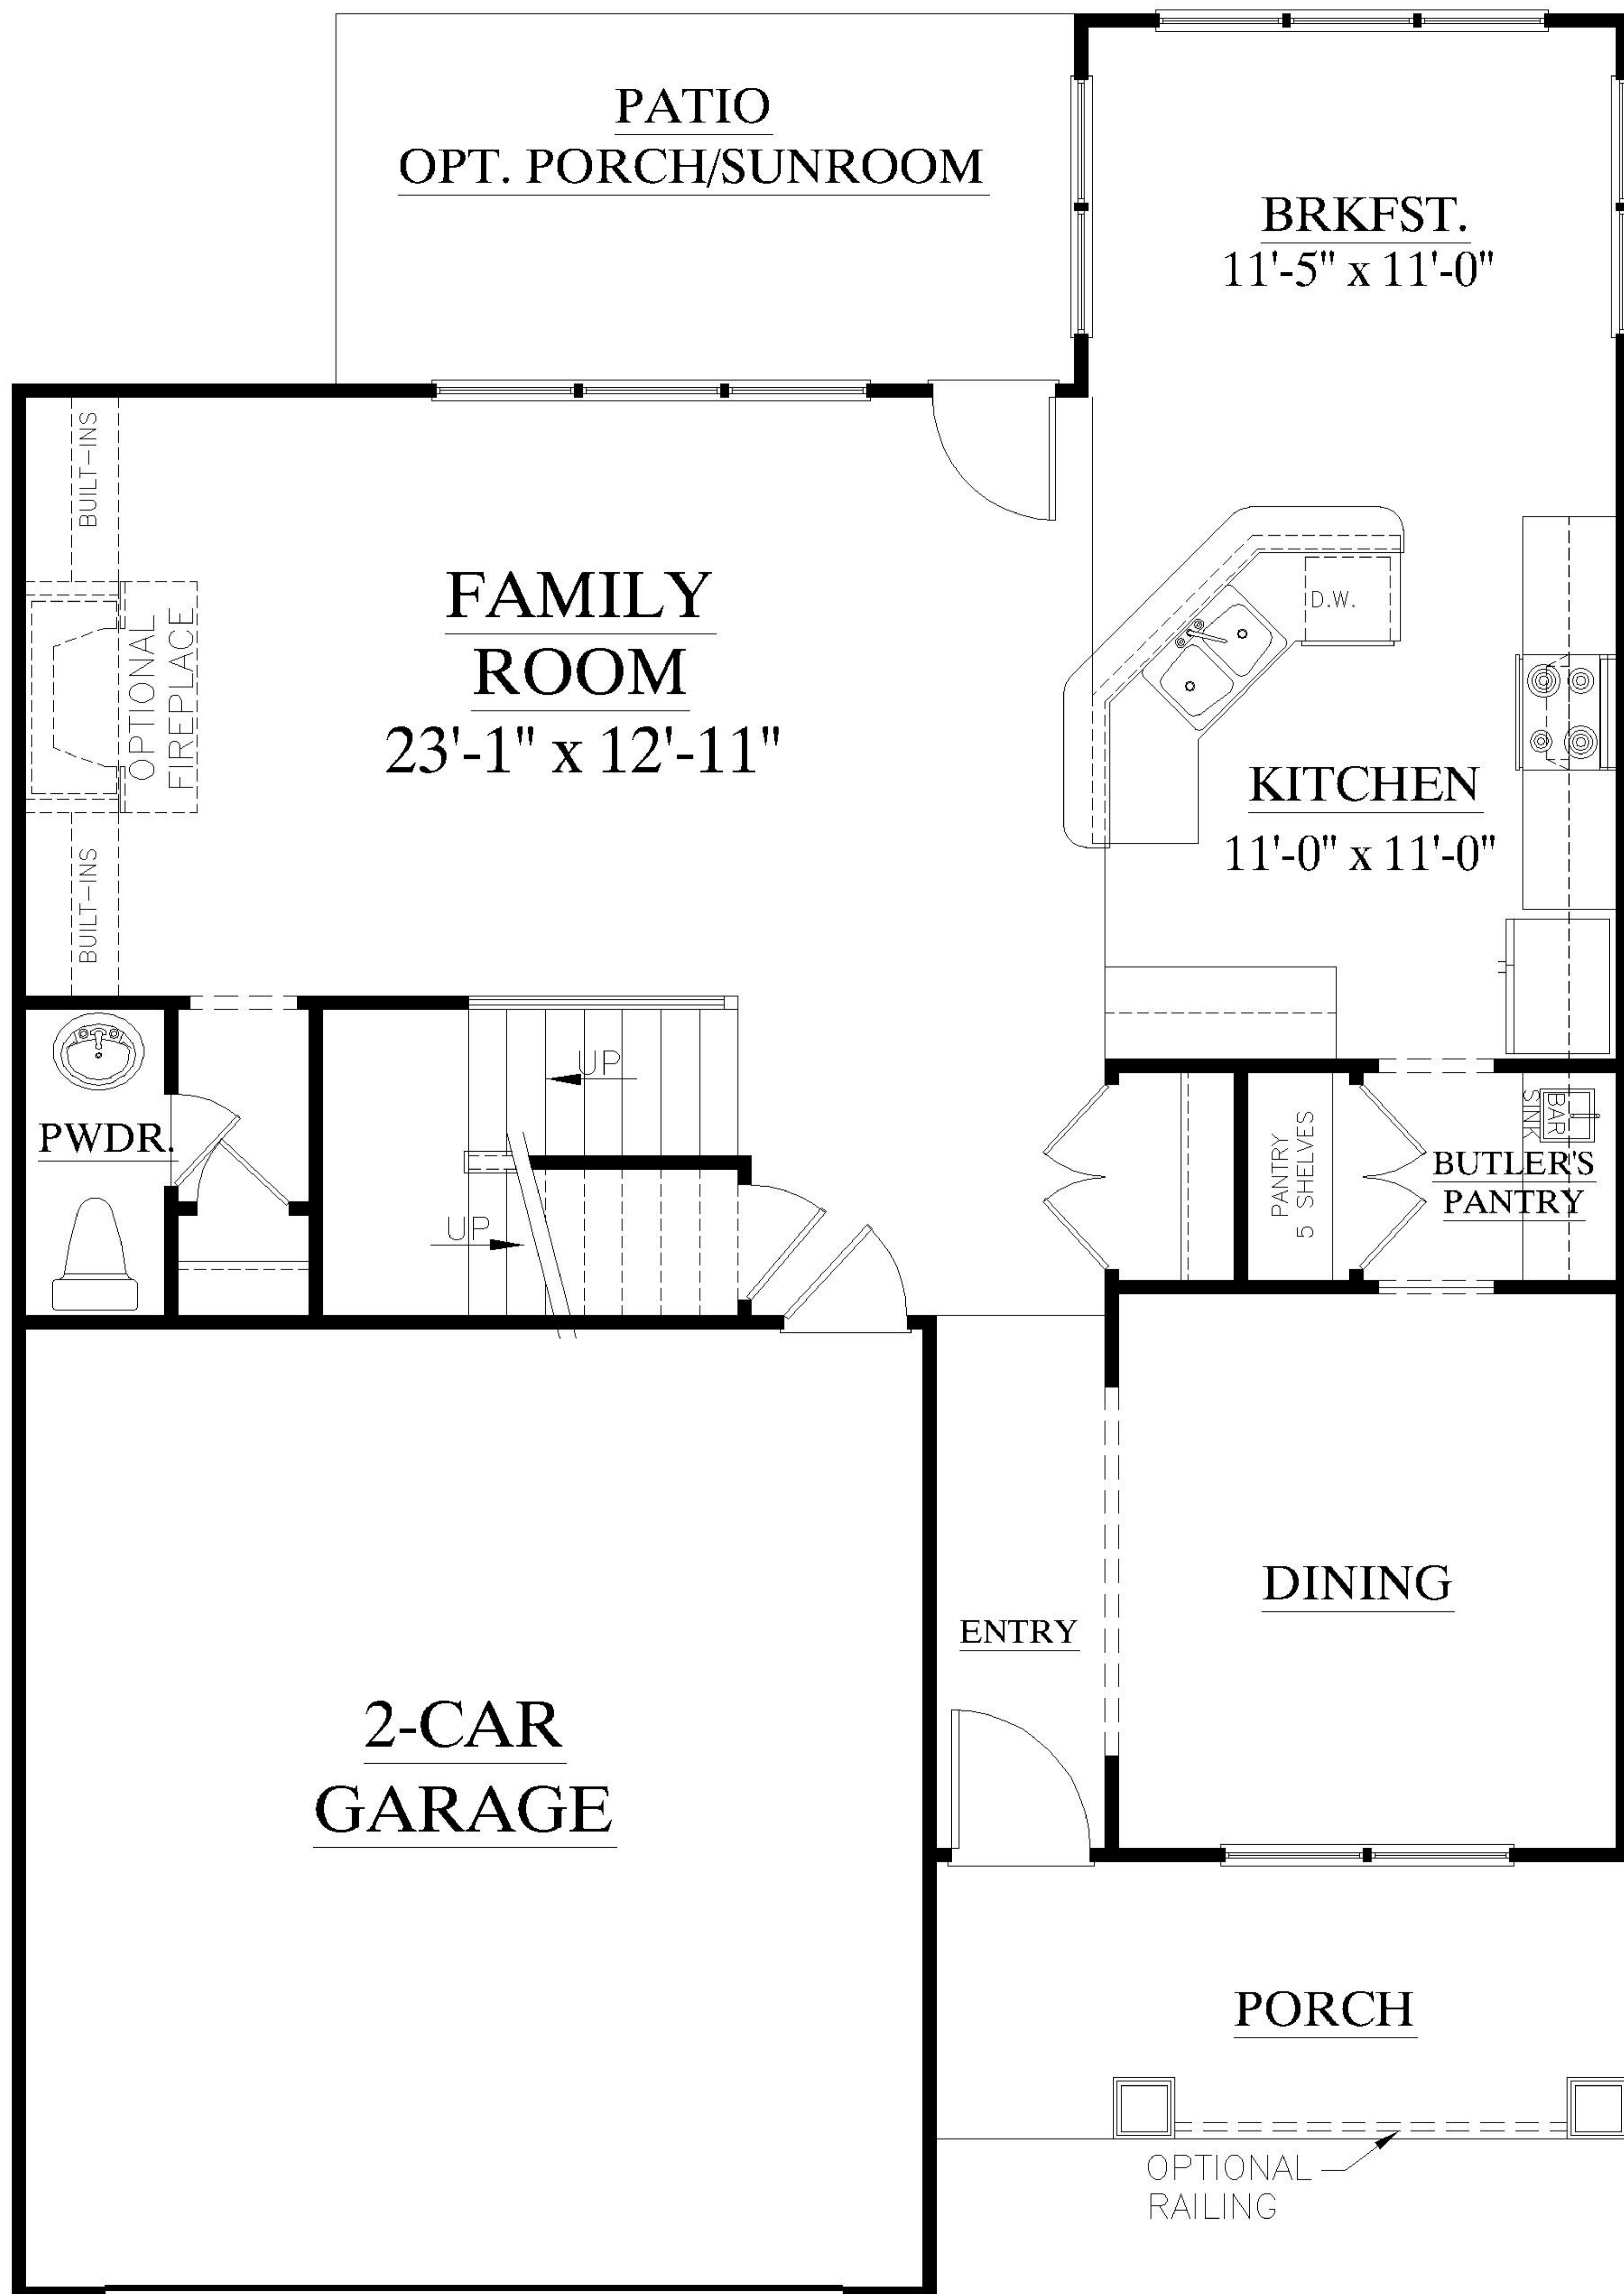 PATIO
OPT. PORCH/SUNROOM
BRKFST.
11'-5" x 11'-0"
BUILT-INS
FAMILY
ROOM
23'-1" x 12'-11"
OPTIONAL
FIREPLACE
BUILT-INS
D.W.
KITCHEN
11'-0" x 11'-0"
UP
PWDR.
UP
PANTRY
5 SHELVES
BAR
SINK
BUTLER'S
PANTRY
DINING
ENTRY
2-CAR
GARAGE
PORCH
OPTIONAL
RAILING